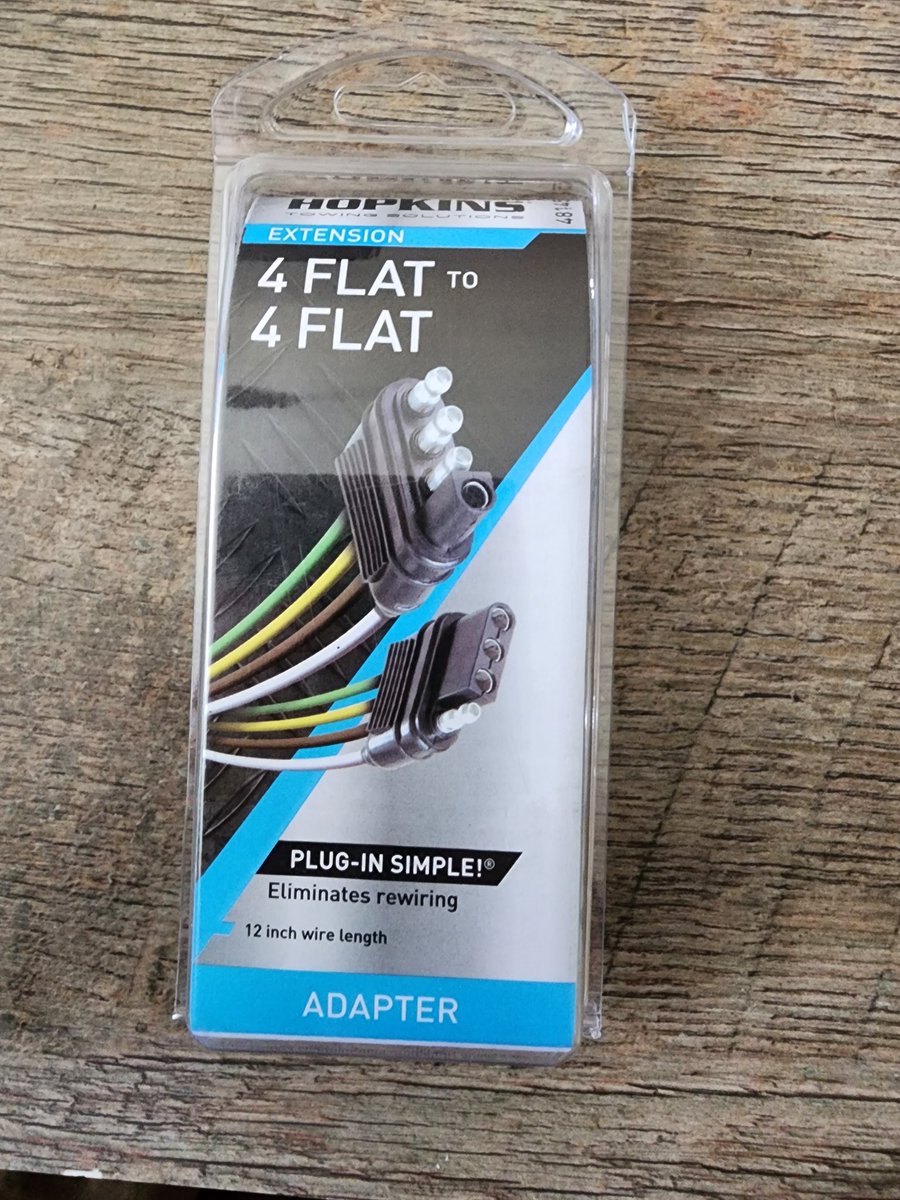 HOPKINS
TOWING SOLUTIONS
EXTENSION
4 FLAT TO
4 FLAT
PLUG-IN SIMPLE!®
Eliminates rewiring
12 inch wire length
ADAPTER